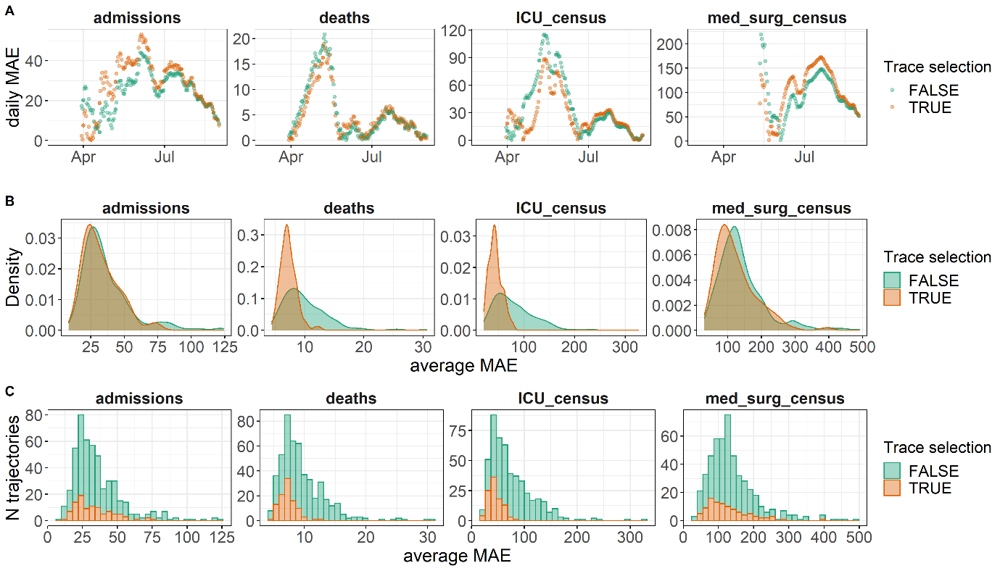 A
admissions deaths ICU_census med_surg_census
daily MAE
0 20 40
0 5 10 15 20
0 30 60 90 120
0 50 100 150 200
Apr Jul Apr Jul Apr Jul Apr Jul
Trace selection
FALSE
TRUE
B
admissions deaths ICU_census med_surg_census
Density
0.00 0.01 0.02 0.03
0.0 0.1 0.2 0.3
0.00 0.01 0.02 0.03
0.000 0.002 0.004 0.006 0.008
25 50 75 100 125 10 20 30 100 200 300 100 200 300 400 500
average MAE
Trace selection
FALSE
TRUE
C
admissions deaths ICU_census med_surg_census
N trajectories
0 20 40 60 80
0 20 40 60 80
0 25 50 75
0 20 40 60
0 25 50 75 100 125 10 20 30 0 100 200 300 0 100 200 300 400 500
average MAE
Trace selection
FALSE
TRUE